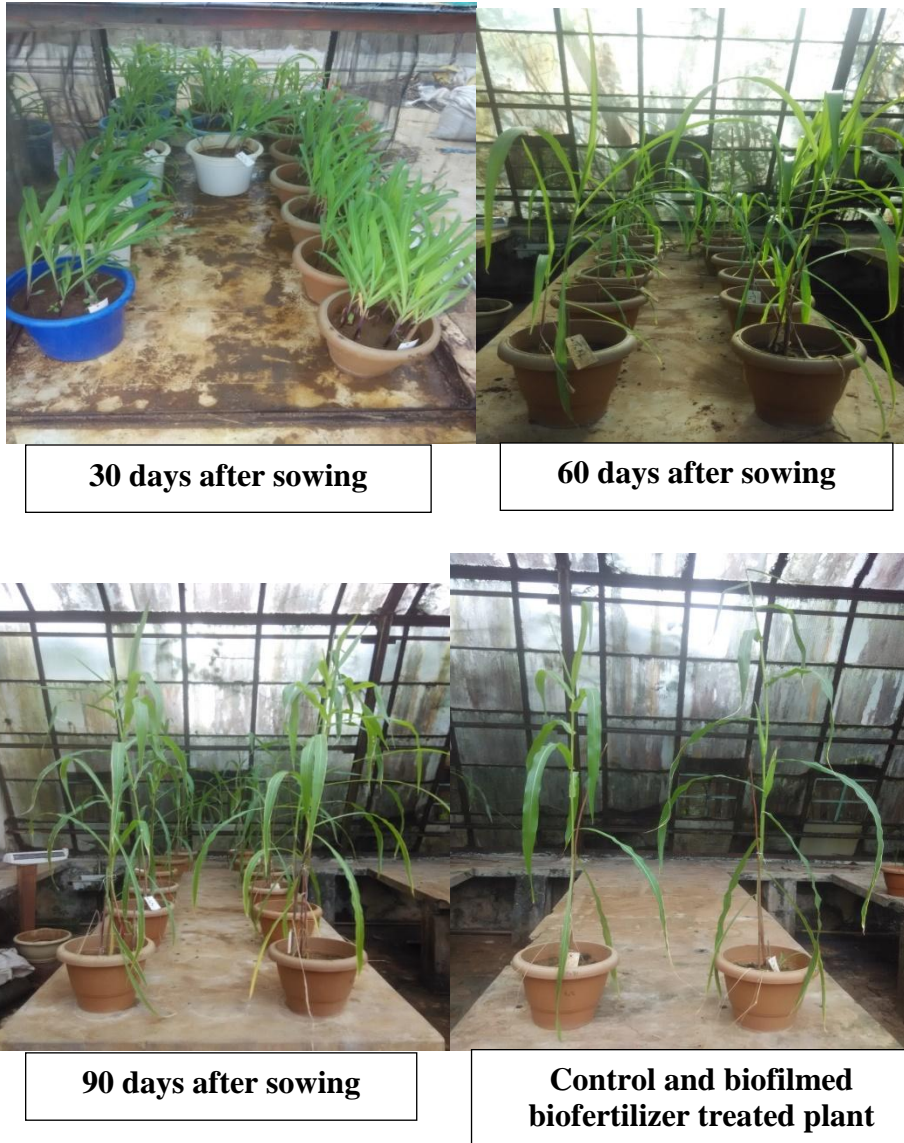 30 days after sowing
60 days after sowing
90 days after sowing
Control and biofilmed
biofertilizer treated plant